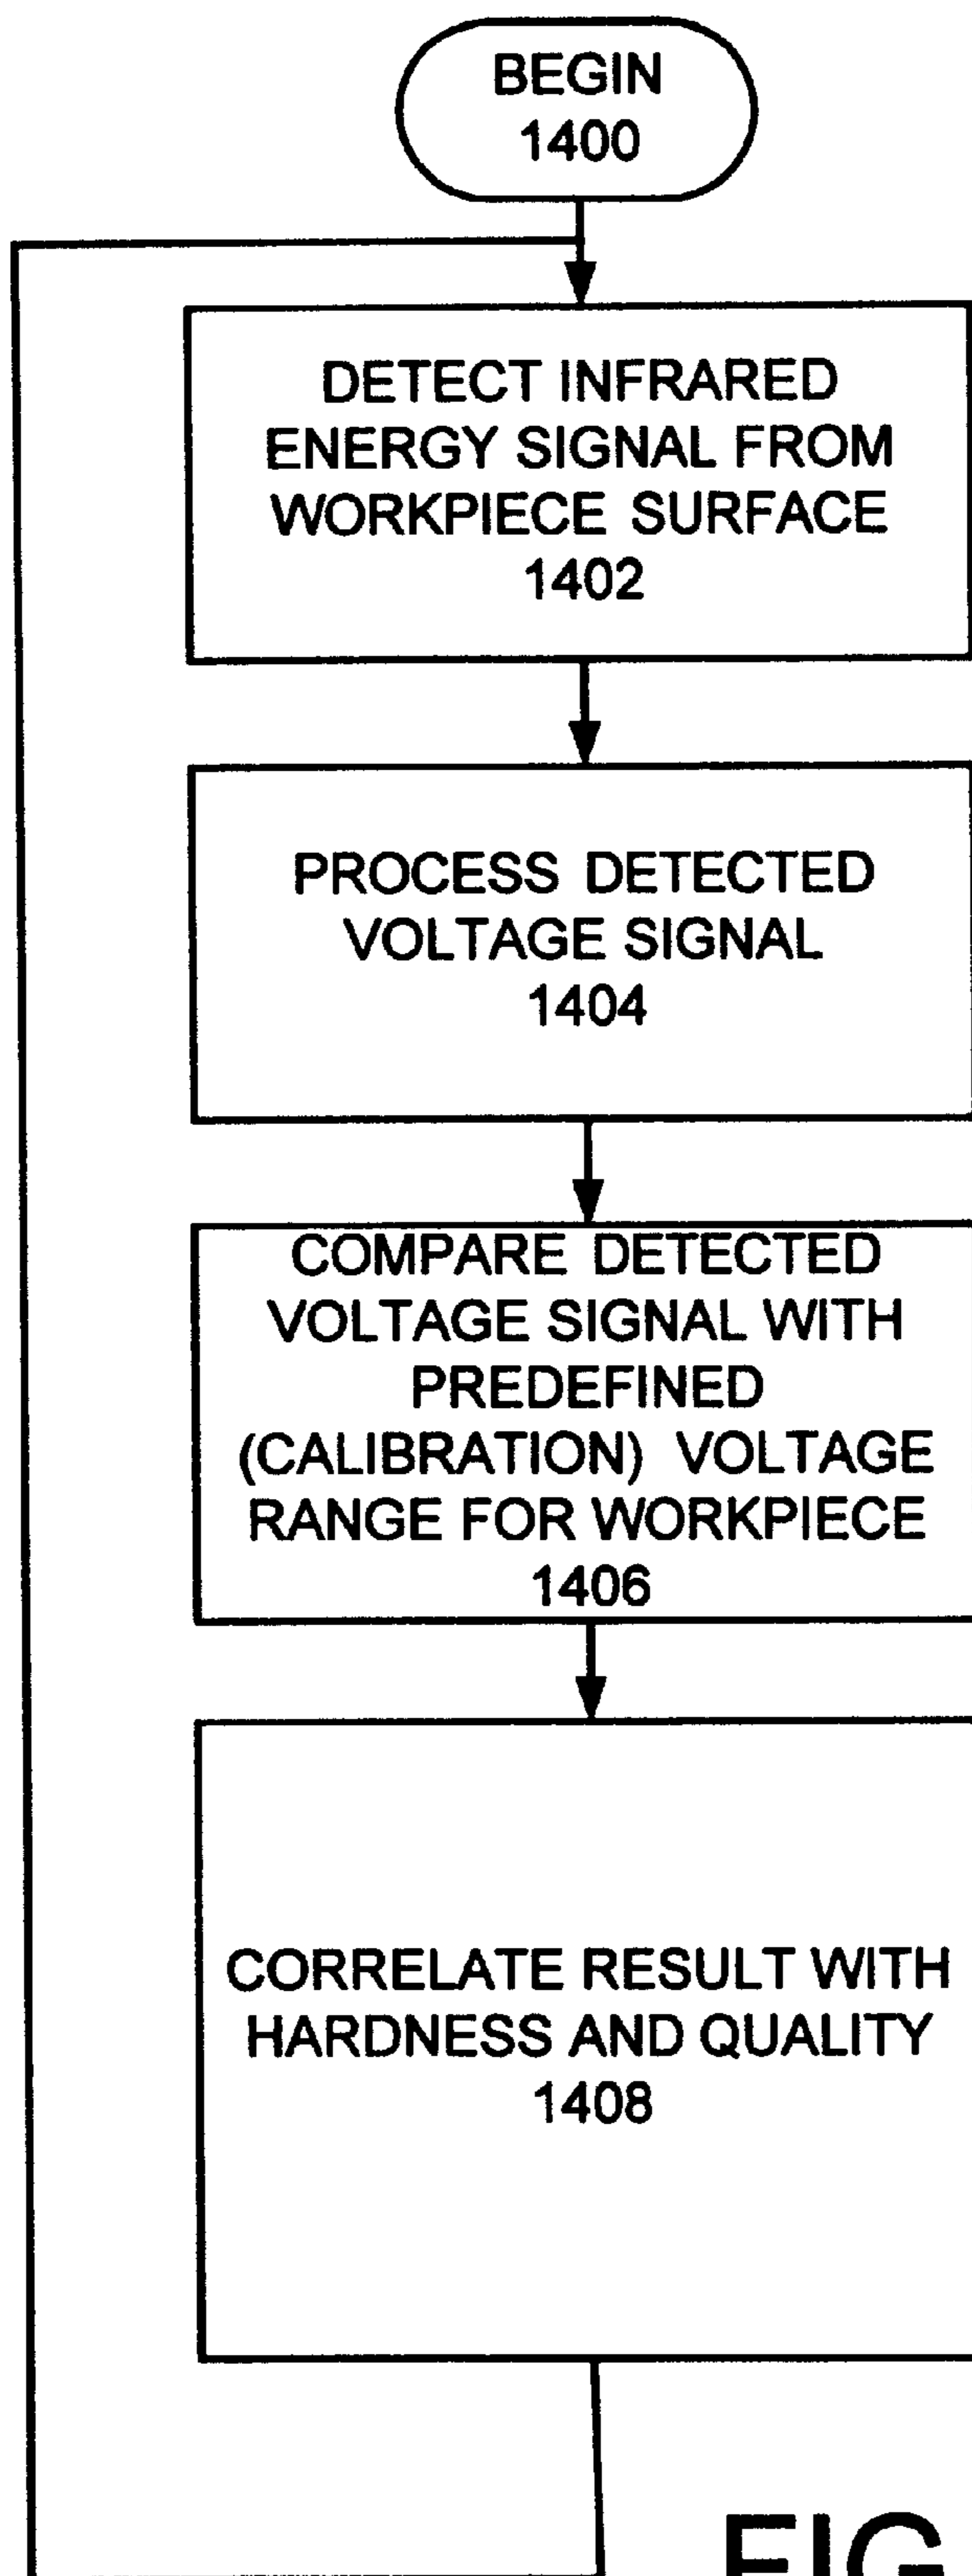 BEGIN
1400
DETECT INFRARED
ENERGY SIGNAL FROM
WORKPIECE SURFACE
1402
PROCESS DETECTED
VOLTAGE SIGNAL
1404
COMPARE DETECTED
VOLTAGE SIGNAL WITH
PREDEFINED
(CALIBRATION) VOLTAGE
RANGE FOR WORKPIECE
1406
CORRELATE RESULT WITH
HARDNESS AND QUALITY
1408
FIG